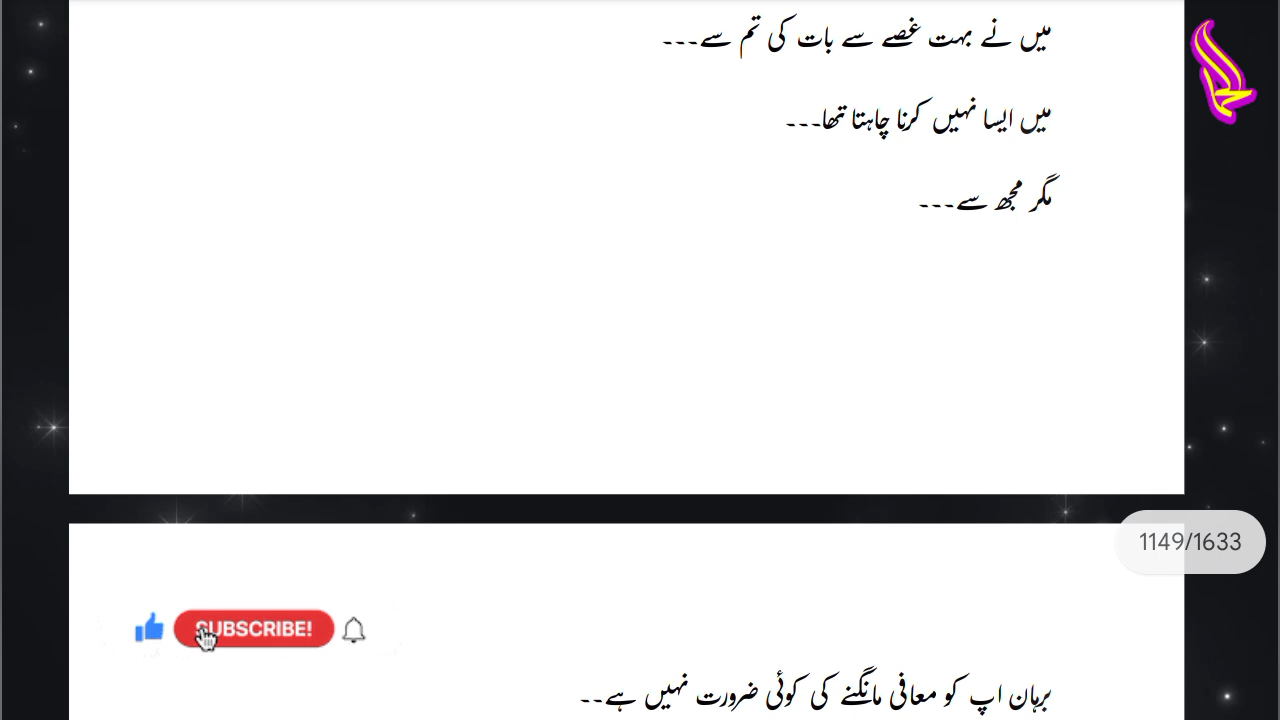 میں نے بہت غصے سے بات کی تم سے---
میں ایسا نہیں کرنا چاہتا تھا---
مگر مجھ سے---
1149/1633
SUBSCRIBE!
برہان اپ کو معافی مانگنے کی کوئی ضرورت نہیں ہے--